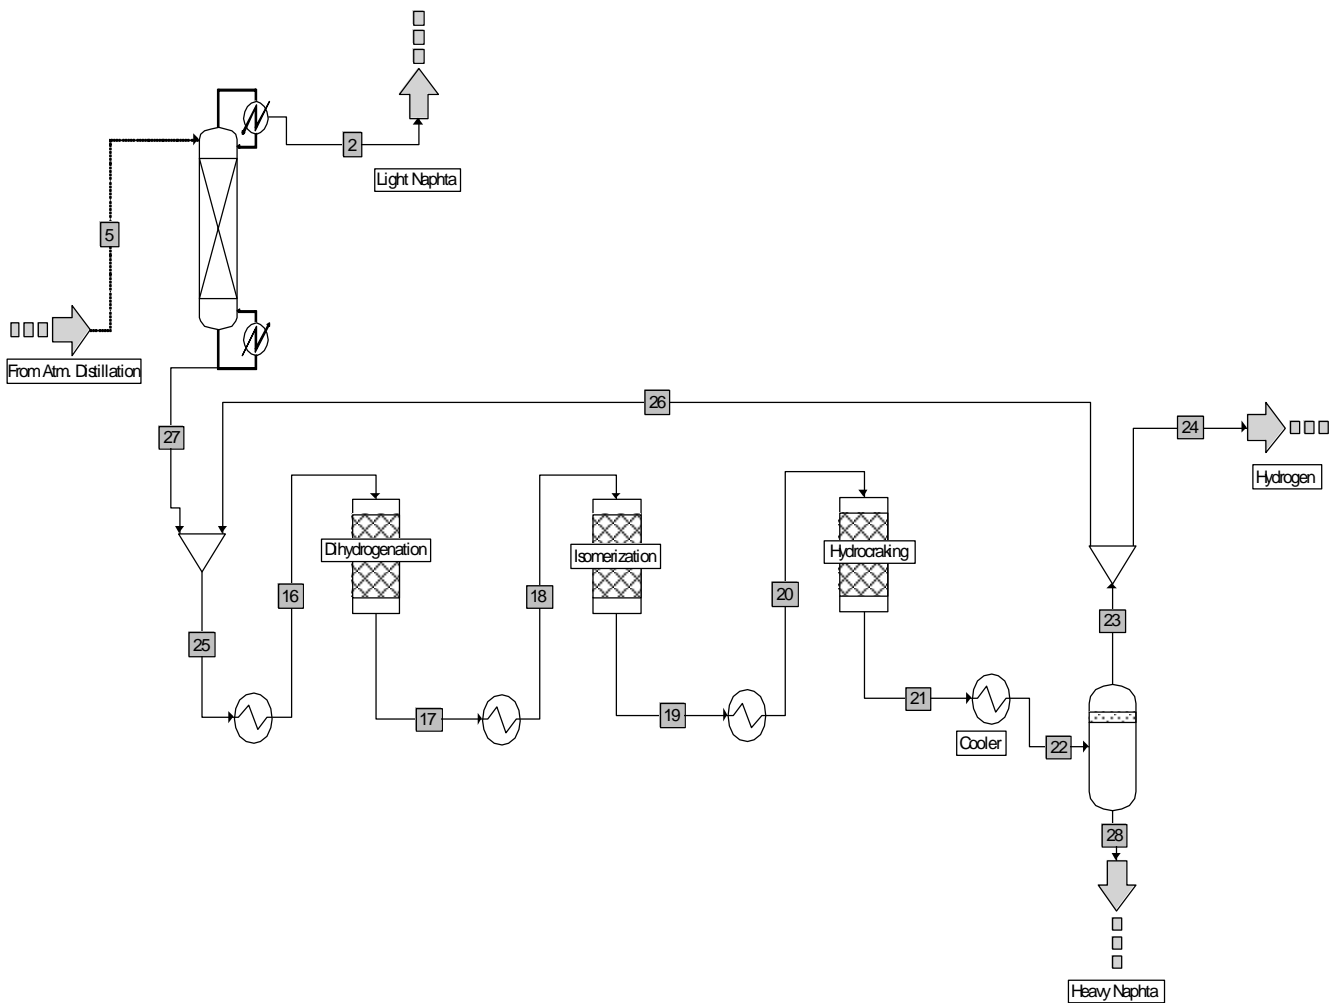 2
Light Naphta
5
From Atm. Distillation
26
24
27
Hydrogen
Dihydrogenation
Isomerization
Hydrocraking
16
18
20
23
25
17
19
21
Cooler
22
28
Heavy Naphta